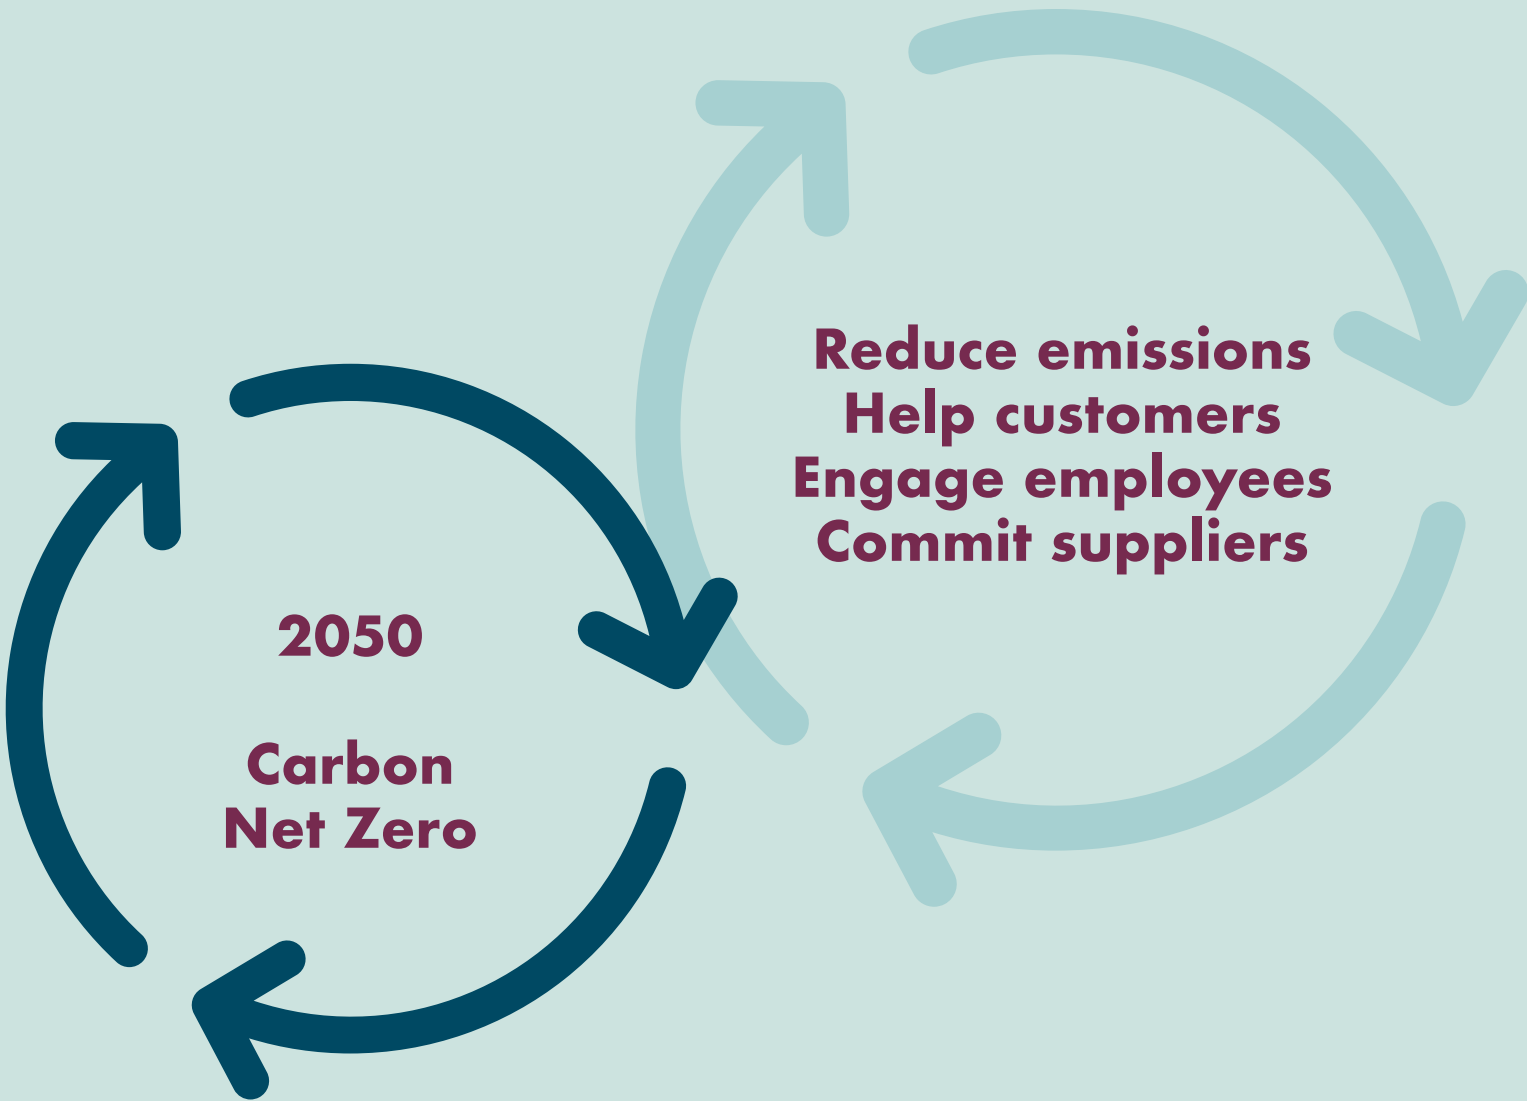 Reduce emissions
Help customers
Engage employees
Commit suppliers
2050
Carbon
Net Zero